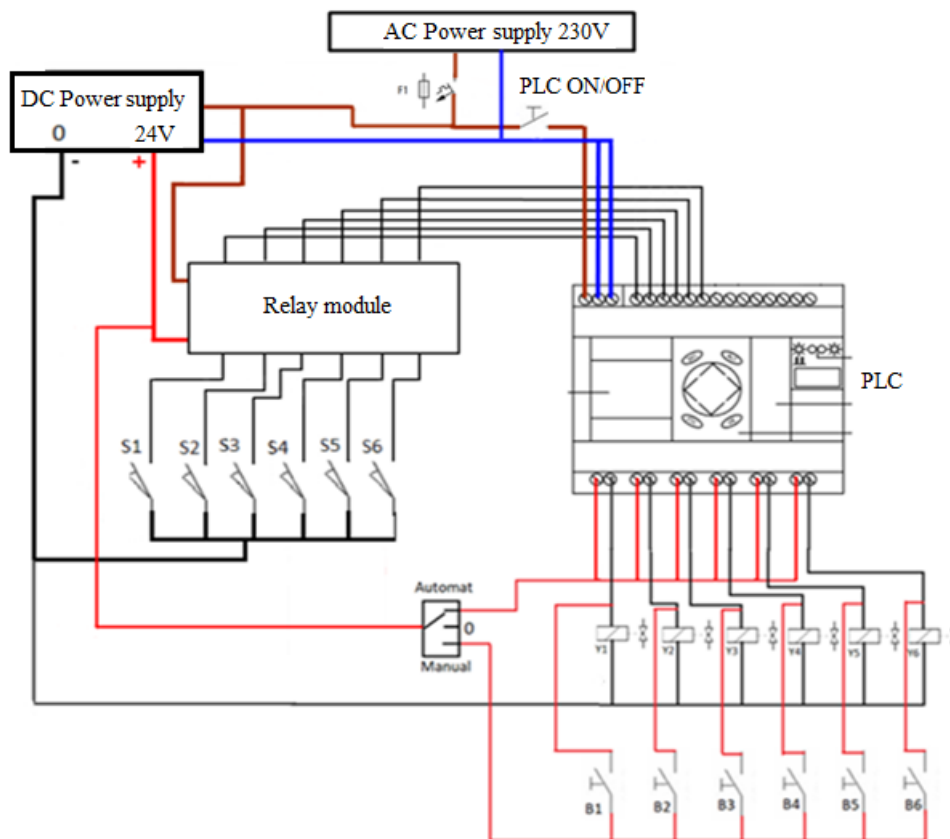 AC Power supply 230V
F1
PLC ON/OFF
DC Power supply
0 24V
- +
Relay module
PLC
S1 S2 S3 S4 S5 S6
Automat
0
Manual
Y1 Y2 Y3 Y4 Y5 Y6
B1 B2 B3 B4 B5 B6